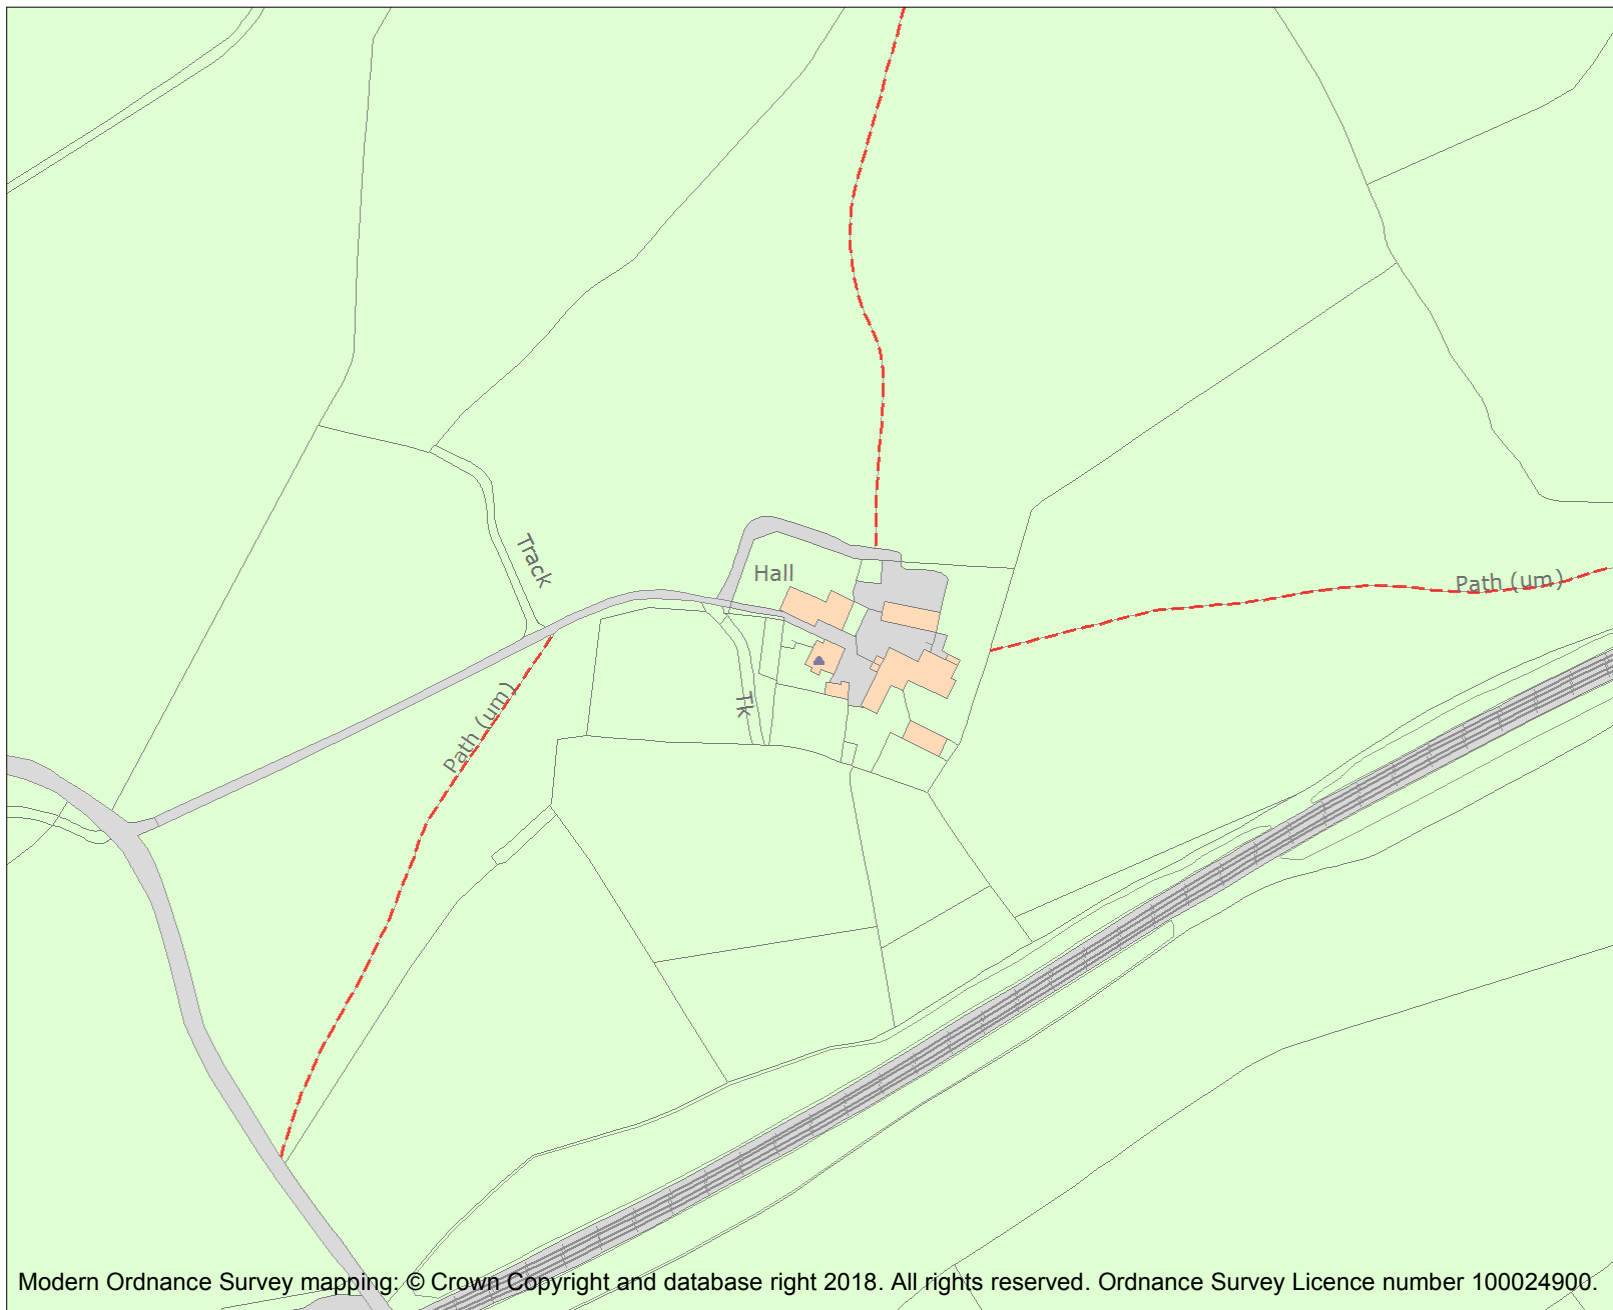 Track
Hall
Path (um)
Path (um)
Tk
Modern Ordnance Survey mapping: © Crown Copyright and database right 2018. All rights reserved. Ordnance Survey Licence number 100024900.